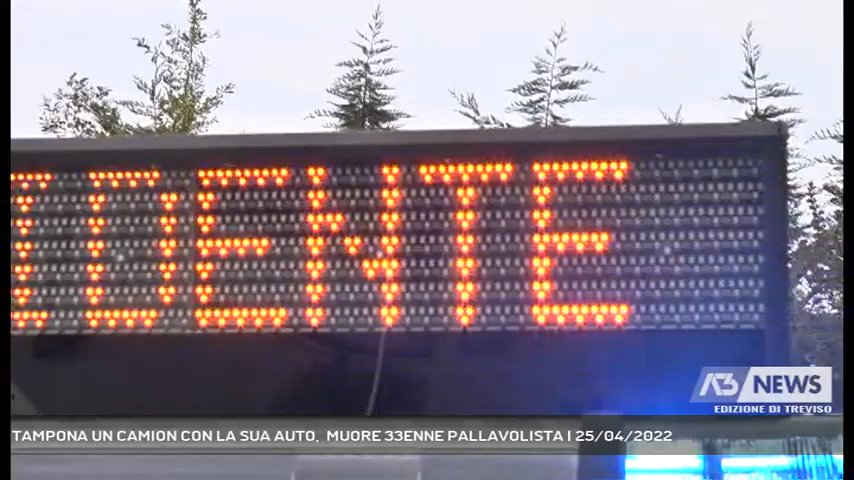 IDENTE
A3 NEWS
EDIZIONE DI TREVISO
TAMPONA UN CAMION CON LA SUA AUTO, MUORE 33ENNE PALLAVOLISTA | 25/04/2022